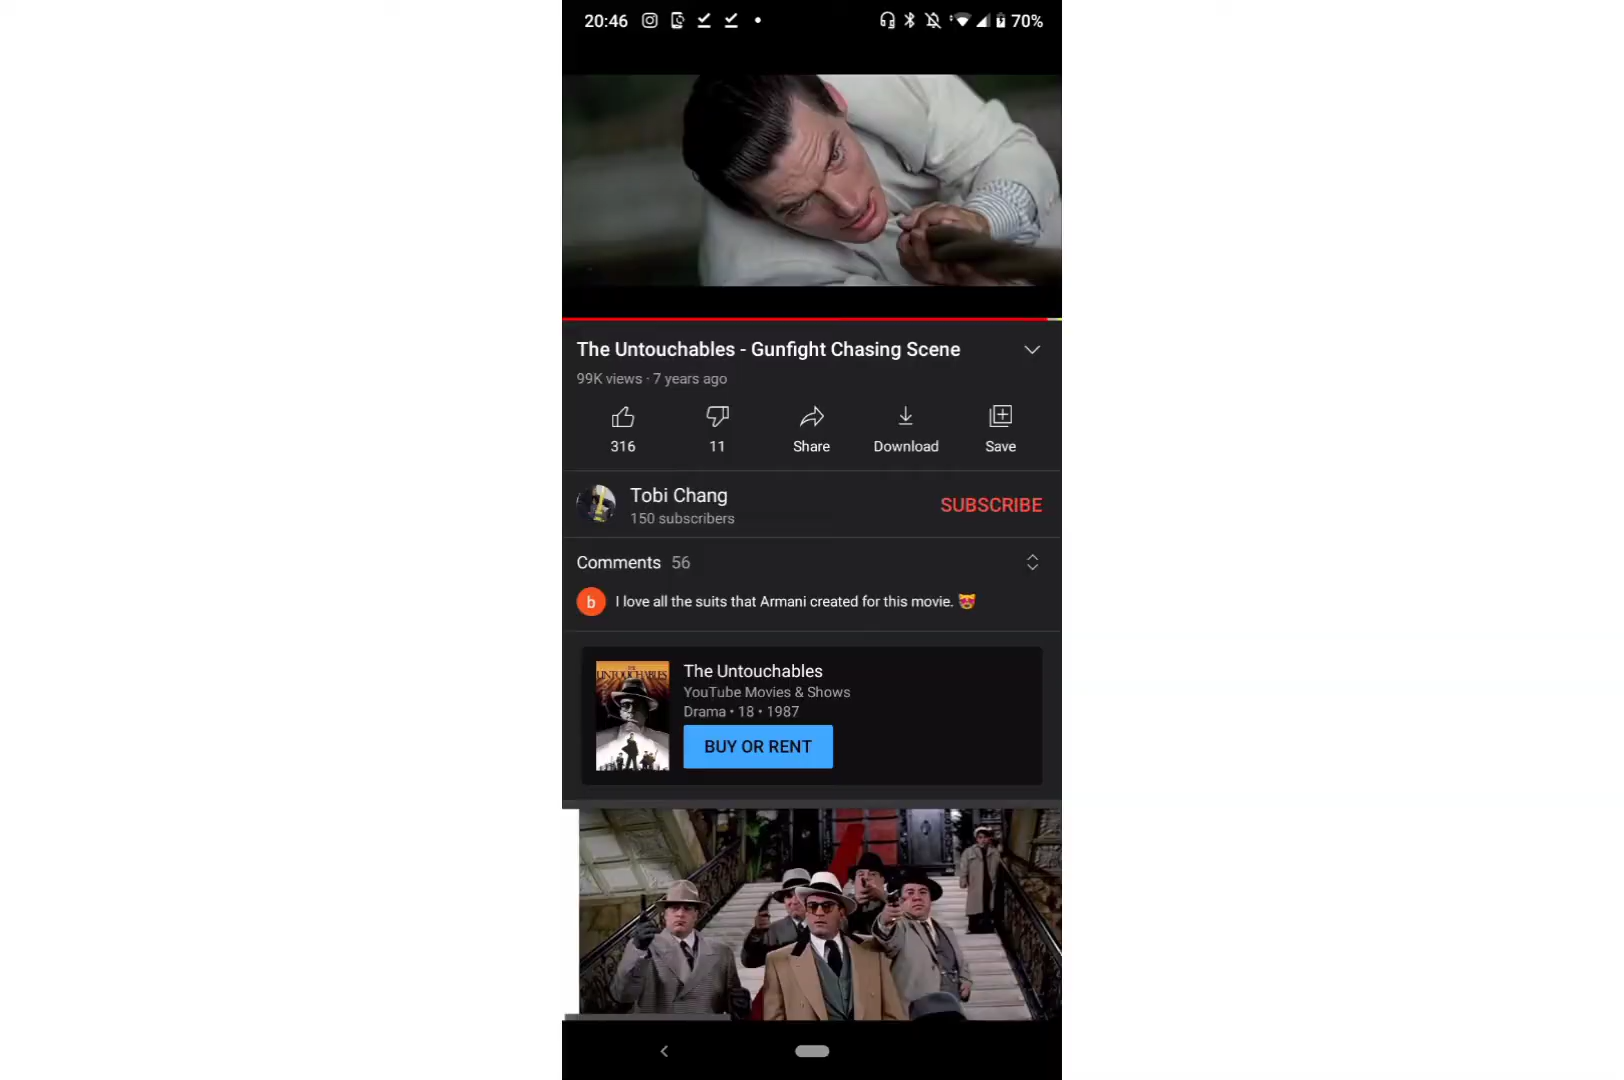 20:46
70%
The Untouchables - Gunfight Chasing Scene
99K views · 7 years ago
316
11
Share
Download
Save
Tobi Chang
150 subscribers
SUBSCRIBE
Comments 56
b
I love all the suits that Armani created for this movie. 😻
THE
UNTOUCHABLES
The Untouchables
YouTube Movies & Shows
Drama • 18 • 1987
BUY OR RENT